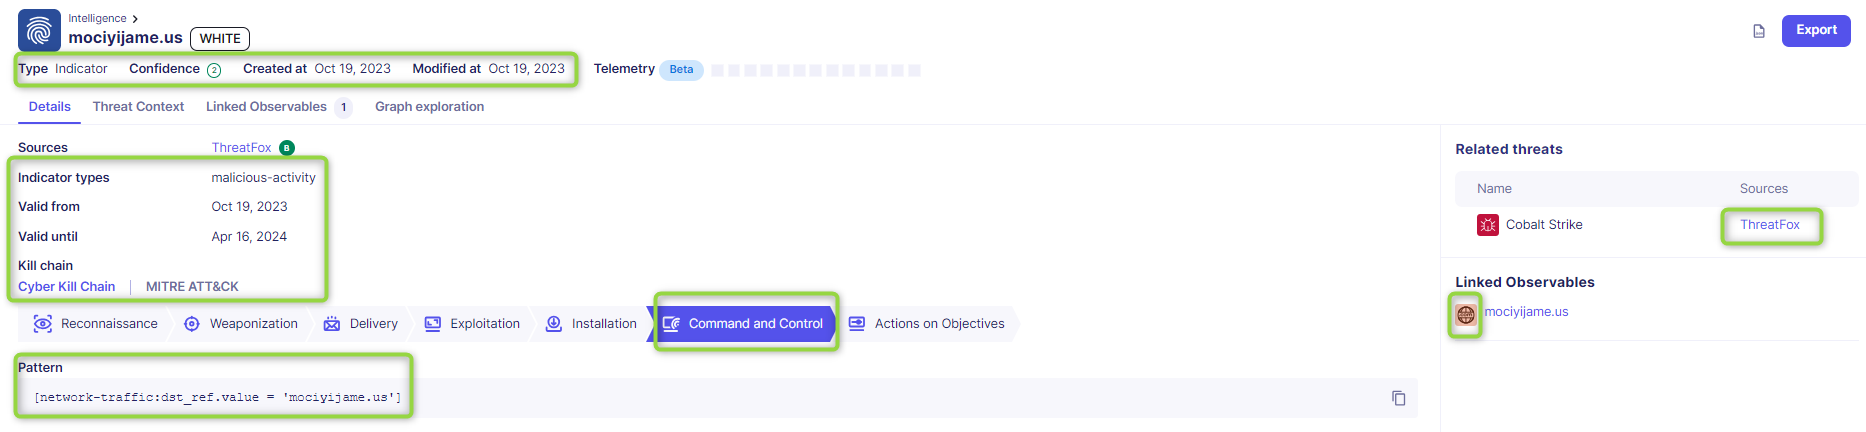 Intelligence
mociyijame.us WHITE
Export
Type Indicator Confidence 2 Created at Oct 19, 2023 Modified at Oct 19, 2023 Telemetry Beta
Details Threat Context Linked Observables 1 Graph exploration
Sources ThreatFox B
Indicator types malicious-activity
Valid from Oct 19, 2023
Valid until Apr 16, 2024
Kill chain
Cyber Kill Chain | MITRE ATT&CK
Reconnaissance Weaponization Delivery Exploitation Installation Command and Control Actions on Objectives
Pattern
[network-traffic:dst_ref.value = 'mociyijame.us']
Related threats
Name Sources
Cobalt Strike ThreatFox
Linked Observables
mociyijame.us